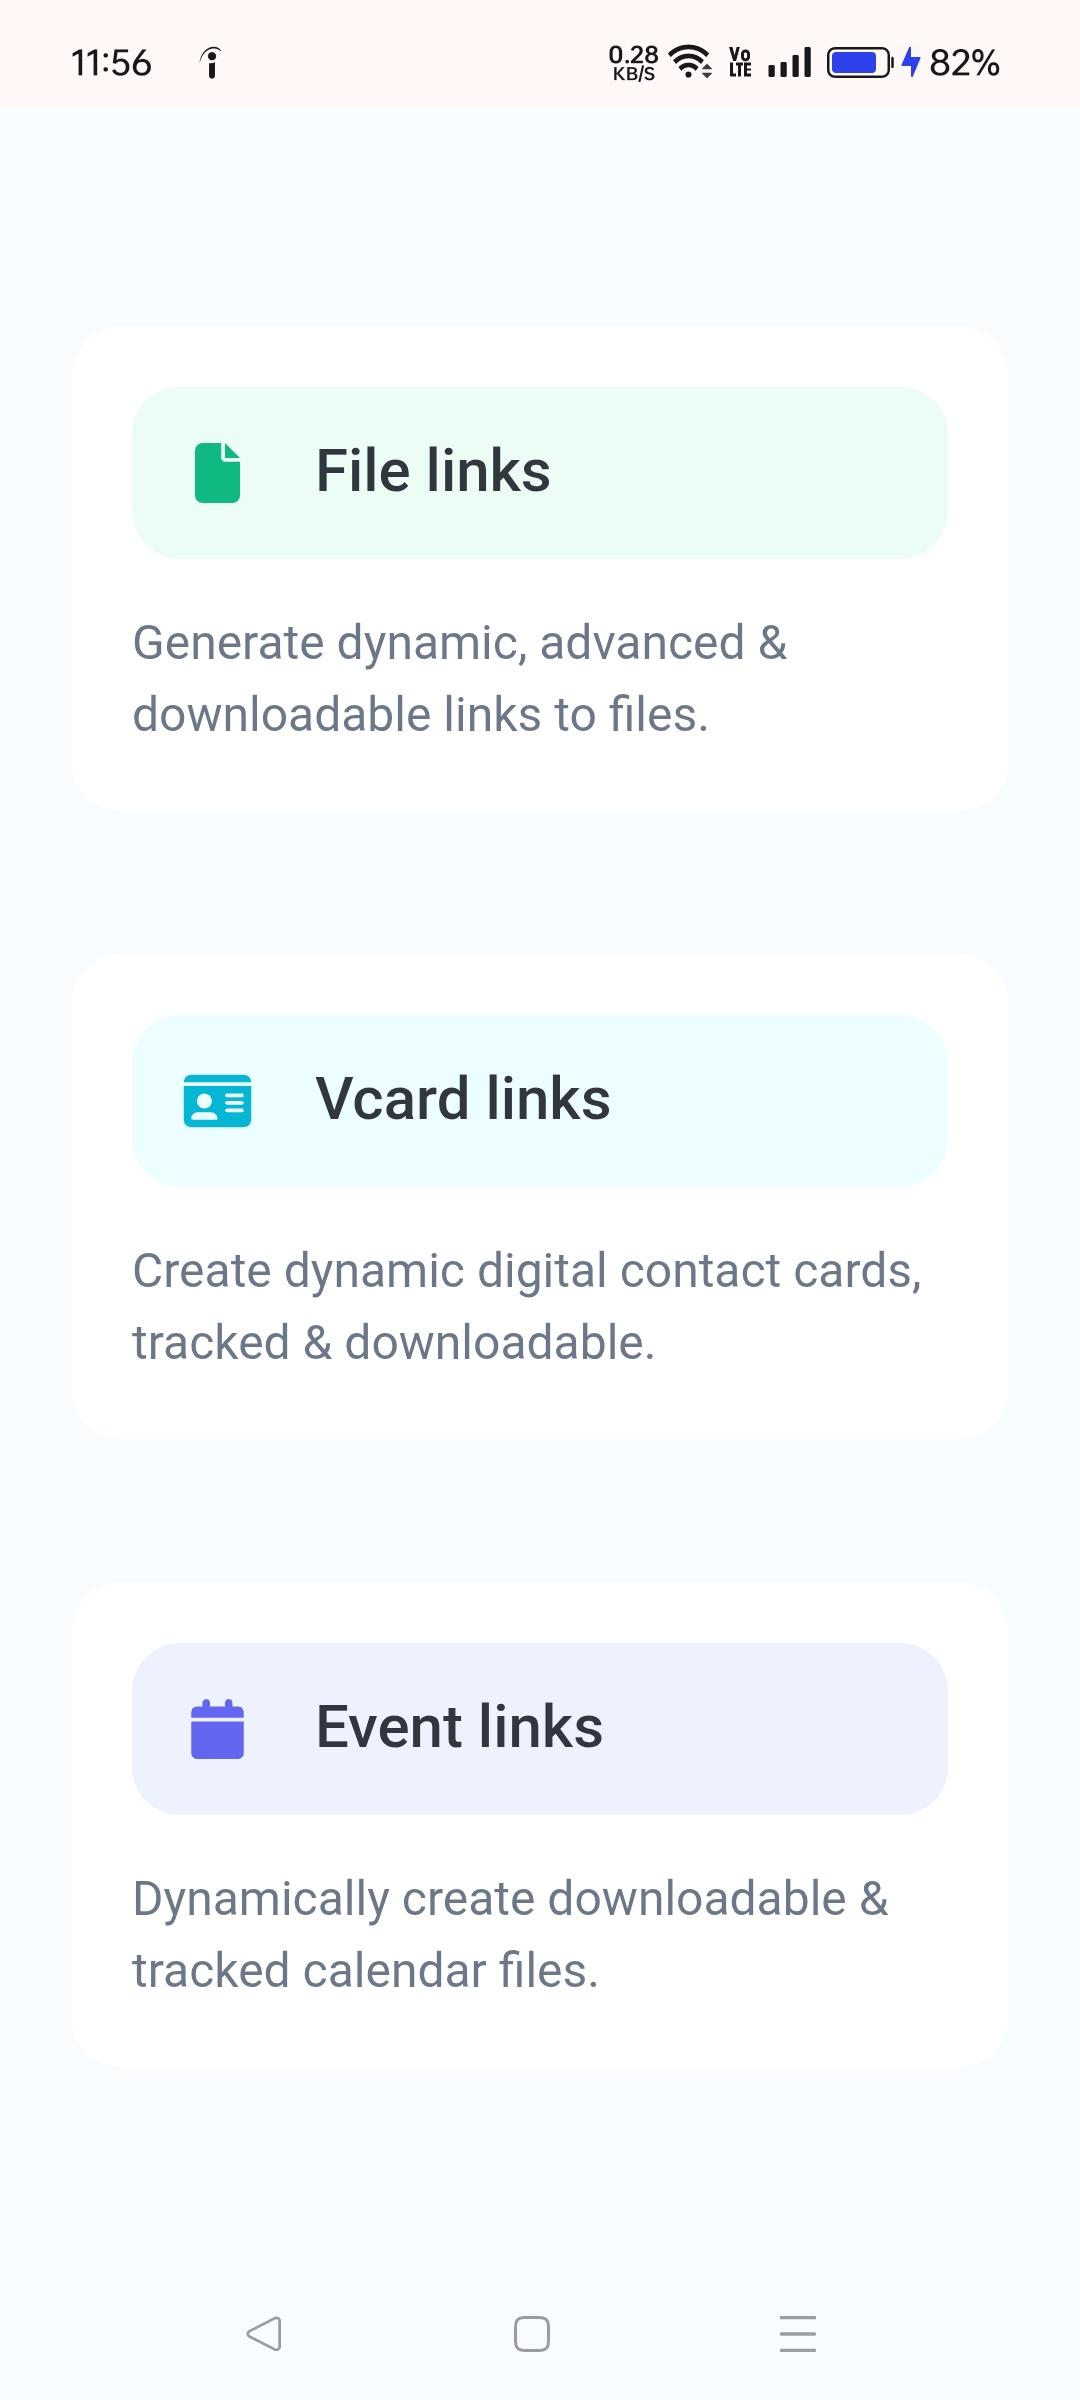 11:56
0.28 KB/S Vo LTE 82%
File links
Generate dynamic, advanced &
downloadable links to files.
Vcard links
Create dynamic digital contact cards,
tracked & downloadable.
Event links
Dynamically create downloadable &
tracked calendar files.